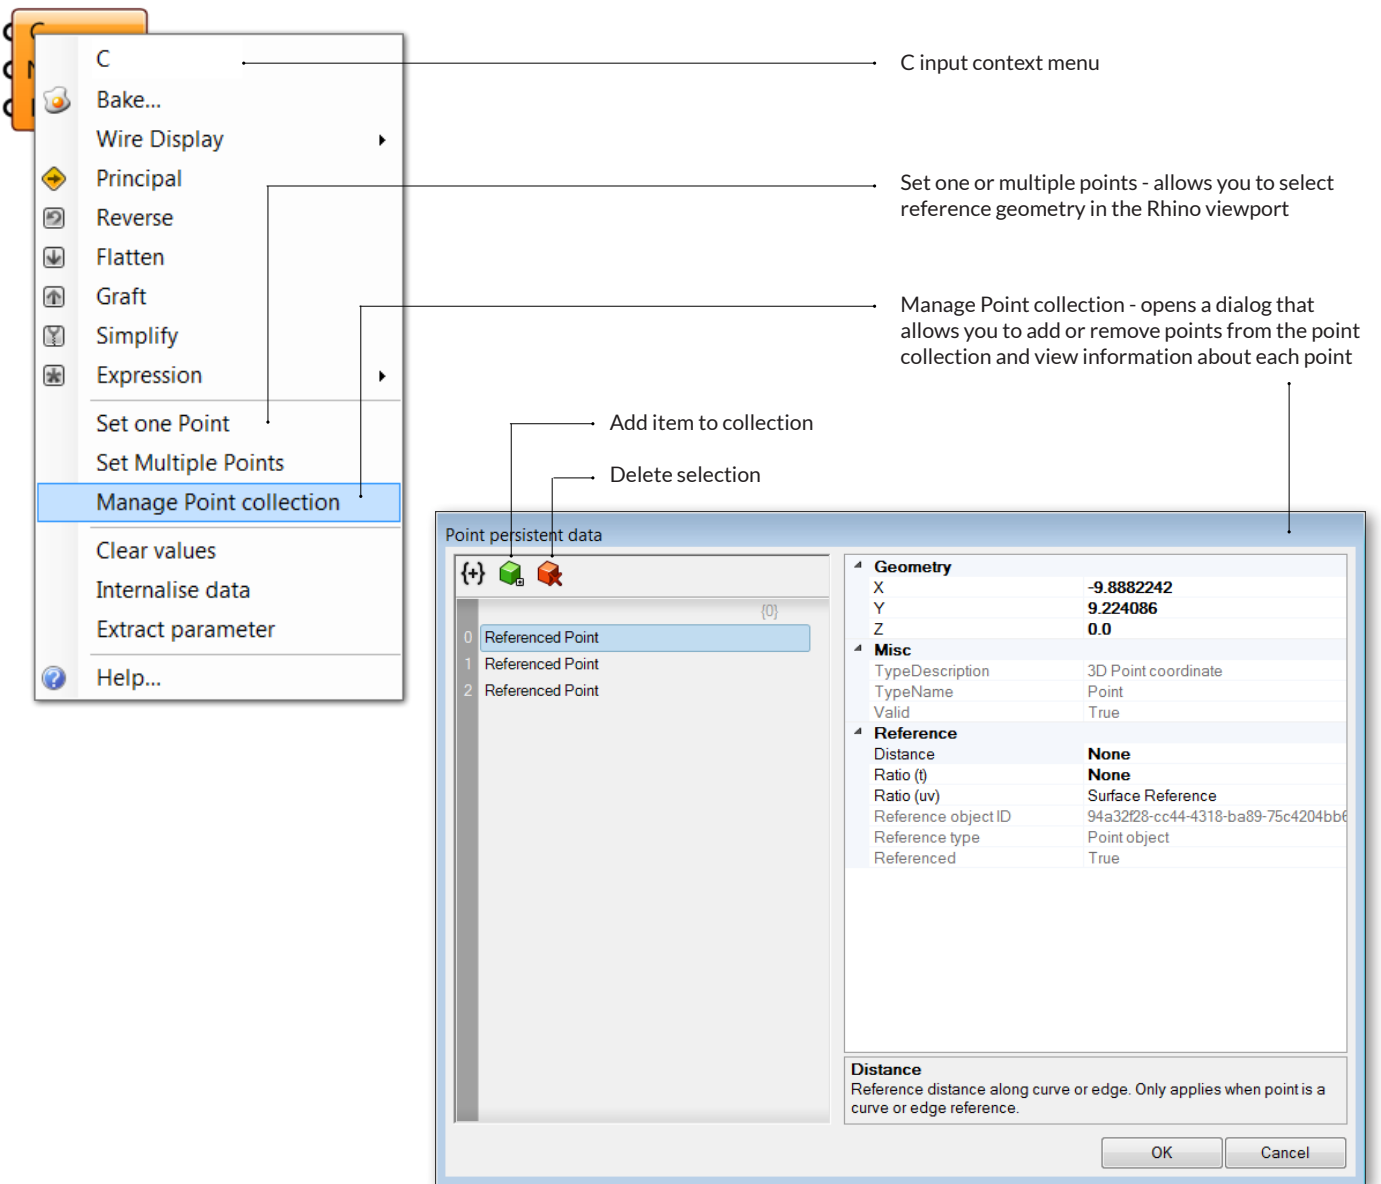 C
C
Bake...
Wire Display
Principal
Reverse
Flatten
Graft
Simplify
Expression
Set one Point
Set Multiple Points
Manage Point collection
Clear values
Internalise data
Extract parameter
Help...
C input context menu
Set one or multiple points - allows you to select
reference geometry in the Rhino viewport
Manage Point collection - opens a dialog that
allows you to add or remove points from the point
collection and view information about each point
Add item to collection
Delete selection
Point persistent data
{+}
{0}
0 Referenced Point
1 Referenced Point
2 Referenced Point
Geometry
X -9.8882242
Y 9.224086
Z 0.0
Misc
TypeDescription 3D Point coordinate
TypeName Point
Valid True
Reference
Distance None
Ratio (t) None
Ratio (uv) Surface Reference
Reference object ID 94a32f28-cc44-4318-ba89-75c4204bb6
Reference type Point object
Referenced True
Distance
Reference distance along curve or edge. Only applies when point is a
curve or edge reference.
OK Cancel